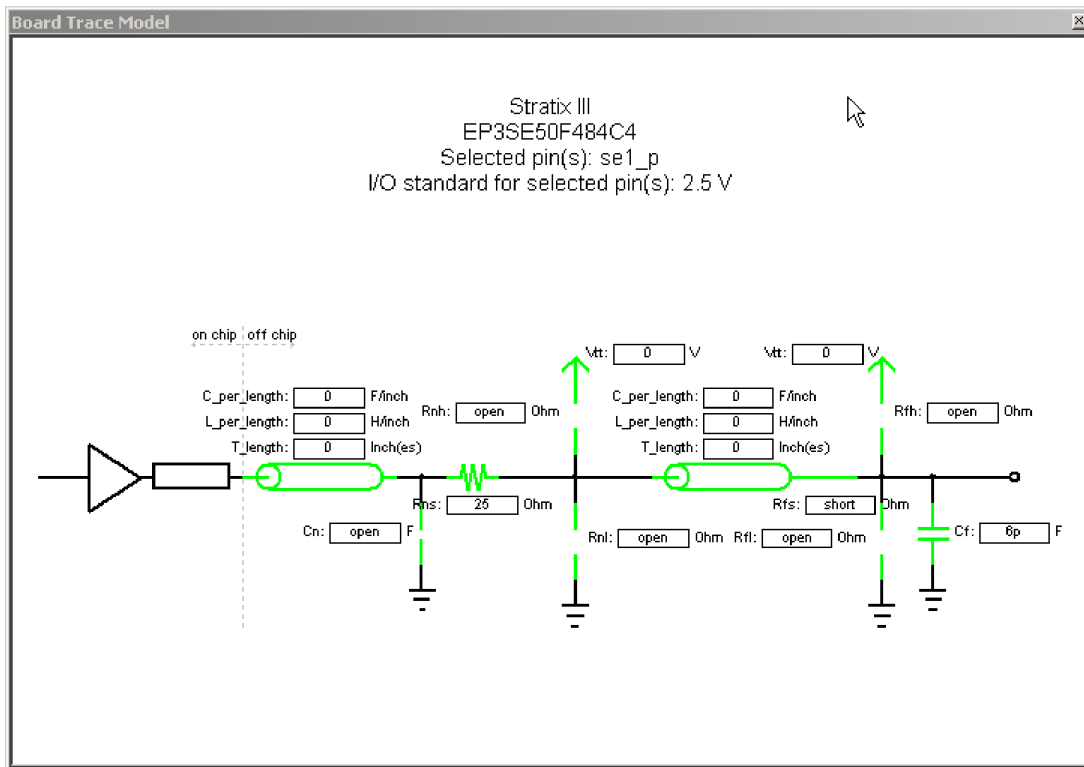 Board Trace Model
Stratix III
EP3SE50F484C4
Selected pin(s): se1_p
I/O standard for selected pin(s): 2.5 V
on chip off chip
Vtt: 0 V
Vtt: 0 V
C_per_length: 0 F/inch
L_per_length: 0 H/inch
T_length: 0 Inch(es)
Rnh: open Ohm
C_per_length: 0 F/inch
L_per_length: 0 H/inch
T_length: 0 Inch(es)
Rfh: open Ohm
Rns: 25 Ohm
Rfs: short Ohm
Cn: open F
Rnl: open Ohm
Rfl: open Ohm
Cf: 6p F